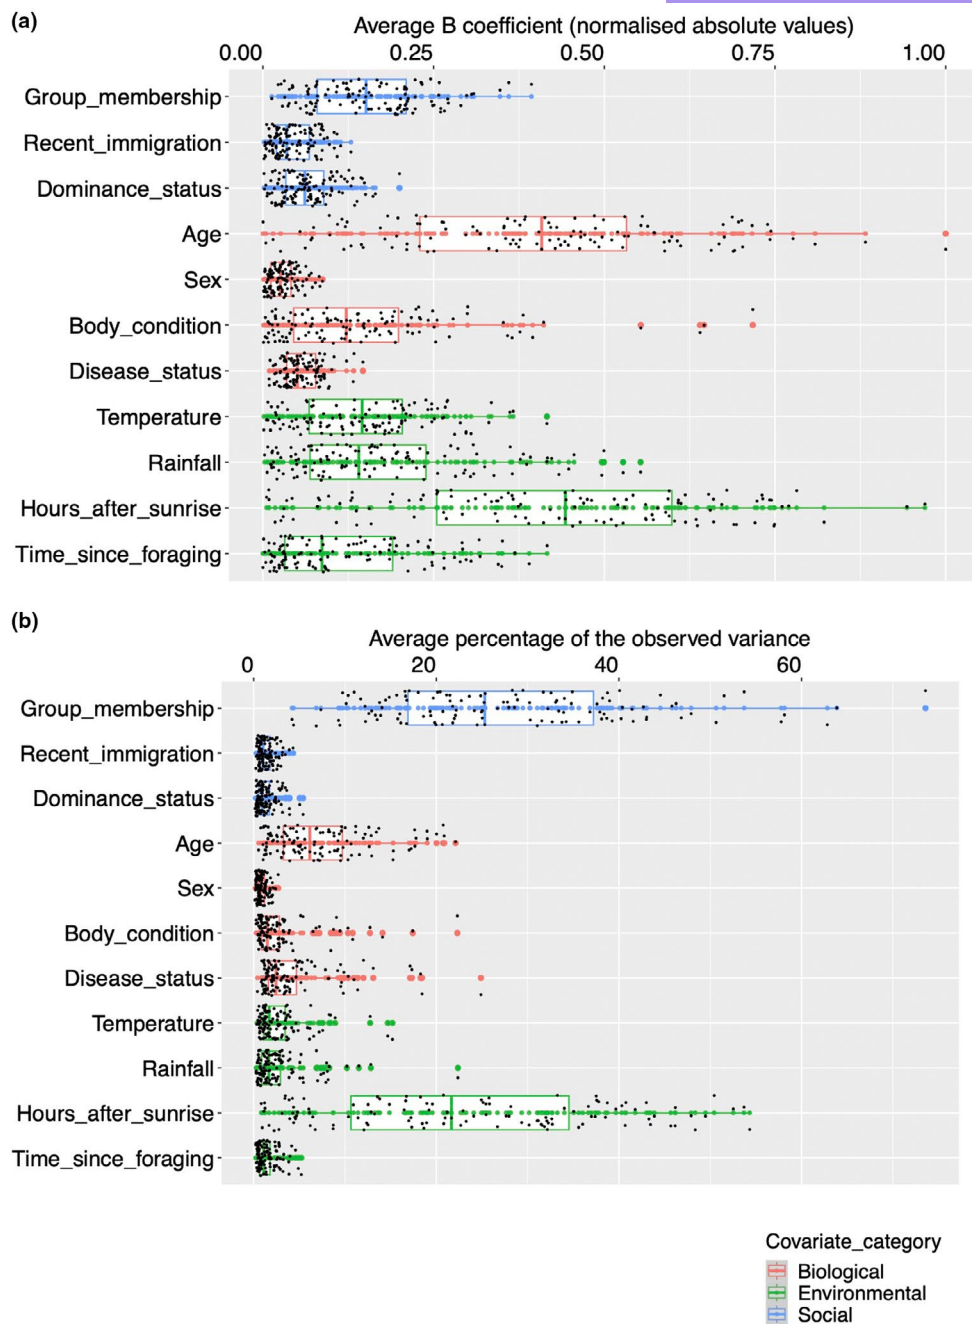 (a)
Average B coefficient (normalised absolute values)
0.00 0.25 0.50 0.75 1.00
Group_membership
Recent_immigration
Dominance_status
Age
Sex
Body_condition
Disease_status
Temperature
Rainfall
Hours_after_sunrise
Time_since_foraging
(b)
Average percentage of the observed variance
0 20 40 60
Group_membership
Recent_immigration
Dominance_status
Age
Sex
Body_condition
Disease_status
Temperature
Rainfall
Hours_after_sunrise
Time_since_foraging
Covariate_category
Biological
Environmental
Social